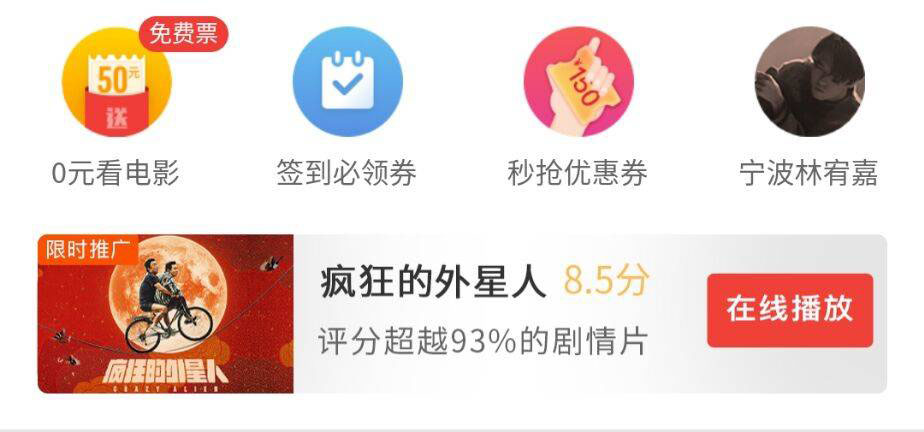 免费票
50元
送
¥150
0元看电影
签到必领券
秒抢优惠券
宁波林宥嘉
限时推广
疯狂的外星人
CRAZY ALIEN
疯狂的外星人 8.5分
评分超越93%的剧情片
在线播放